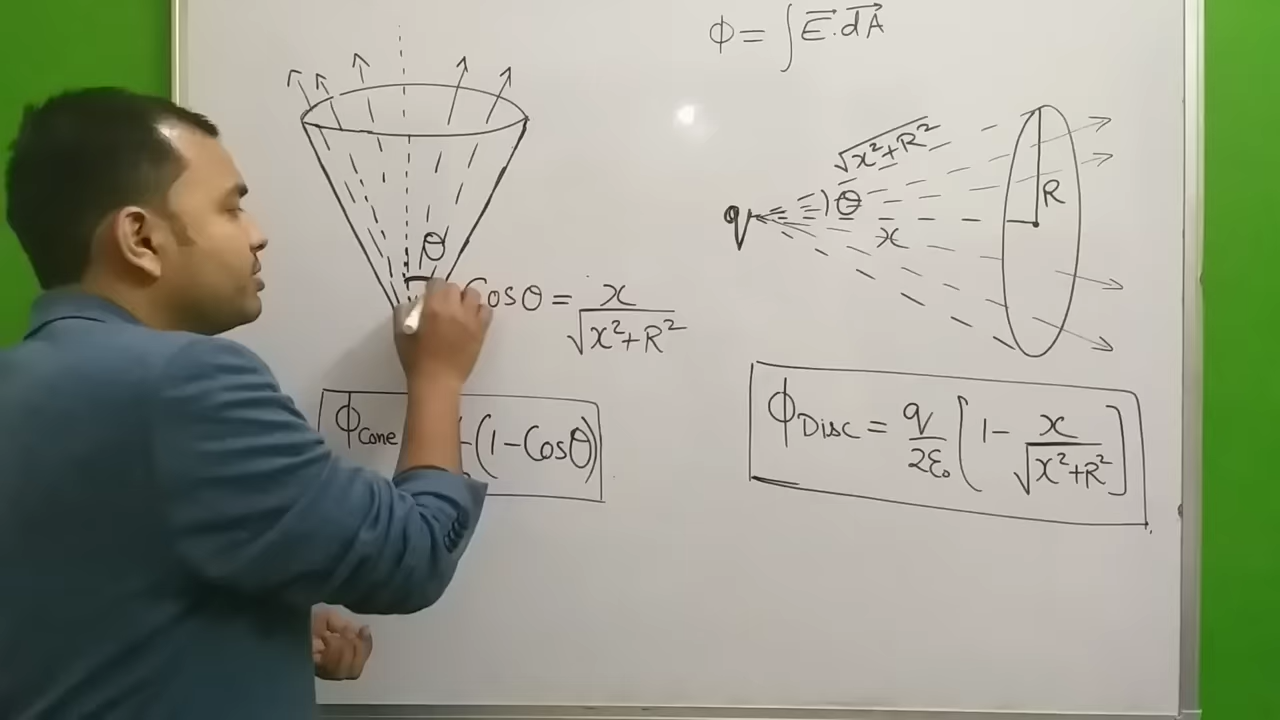 ϕ = ∫ E⃗ . dA⃗
√x²+R²
θ
R
q
x
θ
Cosθ = x / √x²+R²
ϕCone (1-Cosθ)
ϕDisc = q/2ε₀ [1 - x/√x²+R²]